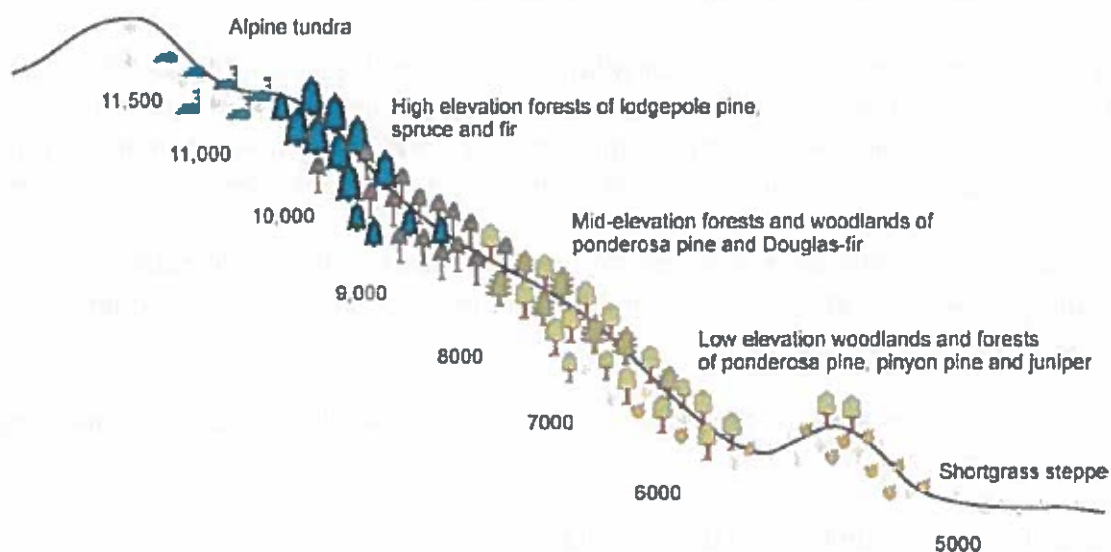 Alpine tundra
11,500
High elevation forests of lodgepole pine,
spruce and fir
11,000
10,000
Mid-elevation forests and woodlands of
ponderosa pine and Douglas-fir
9,000
Low elevation woodlands and forests
of ponderosa pine, pinyon pine and juniper
8000
7000
Shortgrass steppe
6000
5000